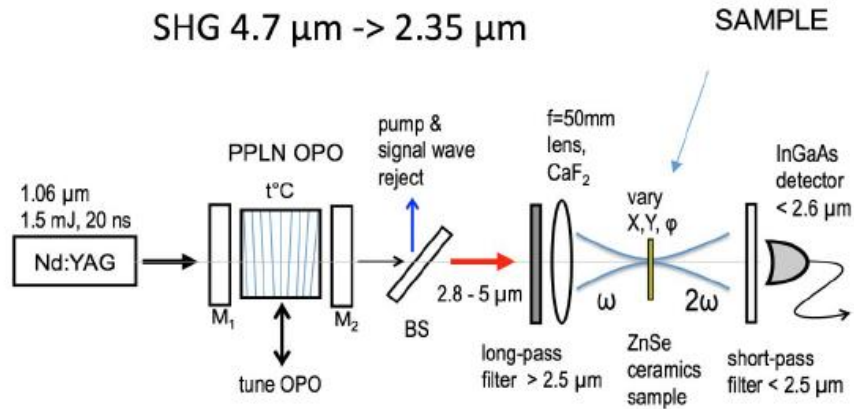 SHG 4.7 µm -> 2.35 µm
SAMPLE
pump &
signal wave
reject
f=50mm
lens,
CaF2
PPLN OPO
t°C
InGaAs
detector
< 2.6 µm
1.06 µm
1.5 mJ, 20 ns
vary
X,Y, φ
Nd:YAG
2.8 - 5 µm
ω
2ω
M1
M2
BS
tune OPO
long-pass
filter > 2.5 µm
ZnSe
ceramics
sample
short-pass
filter < 2.5 µm